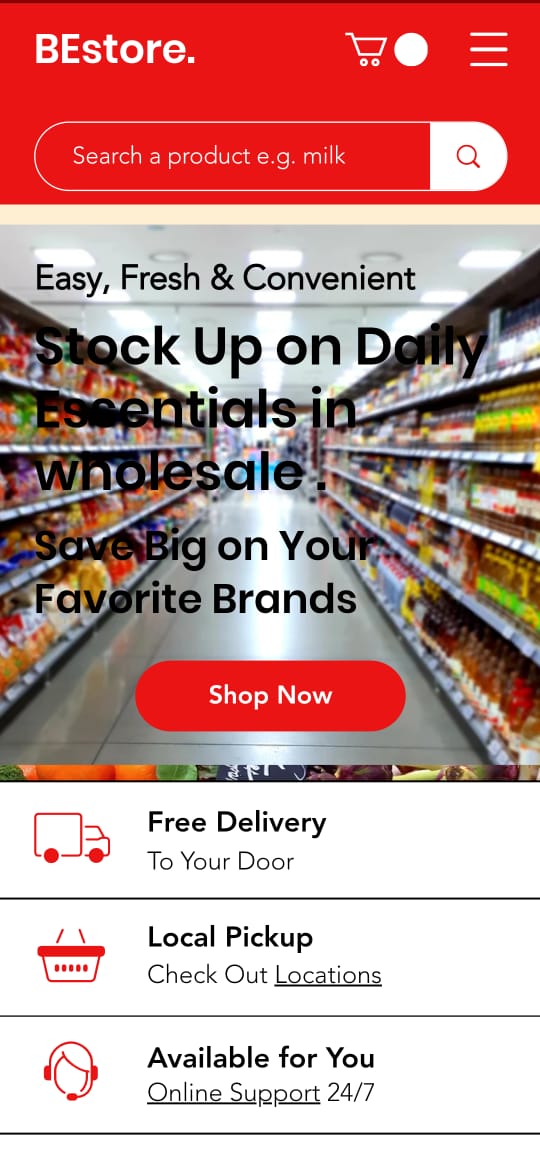 BEstore.
Search a product e.g. milk
Easy, Fresh & Convenient
Stock Up on Daily
Essentials in
wholesale .
Save Big on Your
Favorite Brands
Shop Now
Free Delivery
To Your Door
Local Pickup
Check Out Locations
Available for You
Online Support 24/7